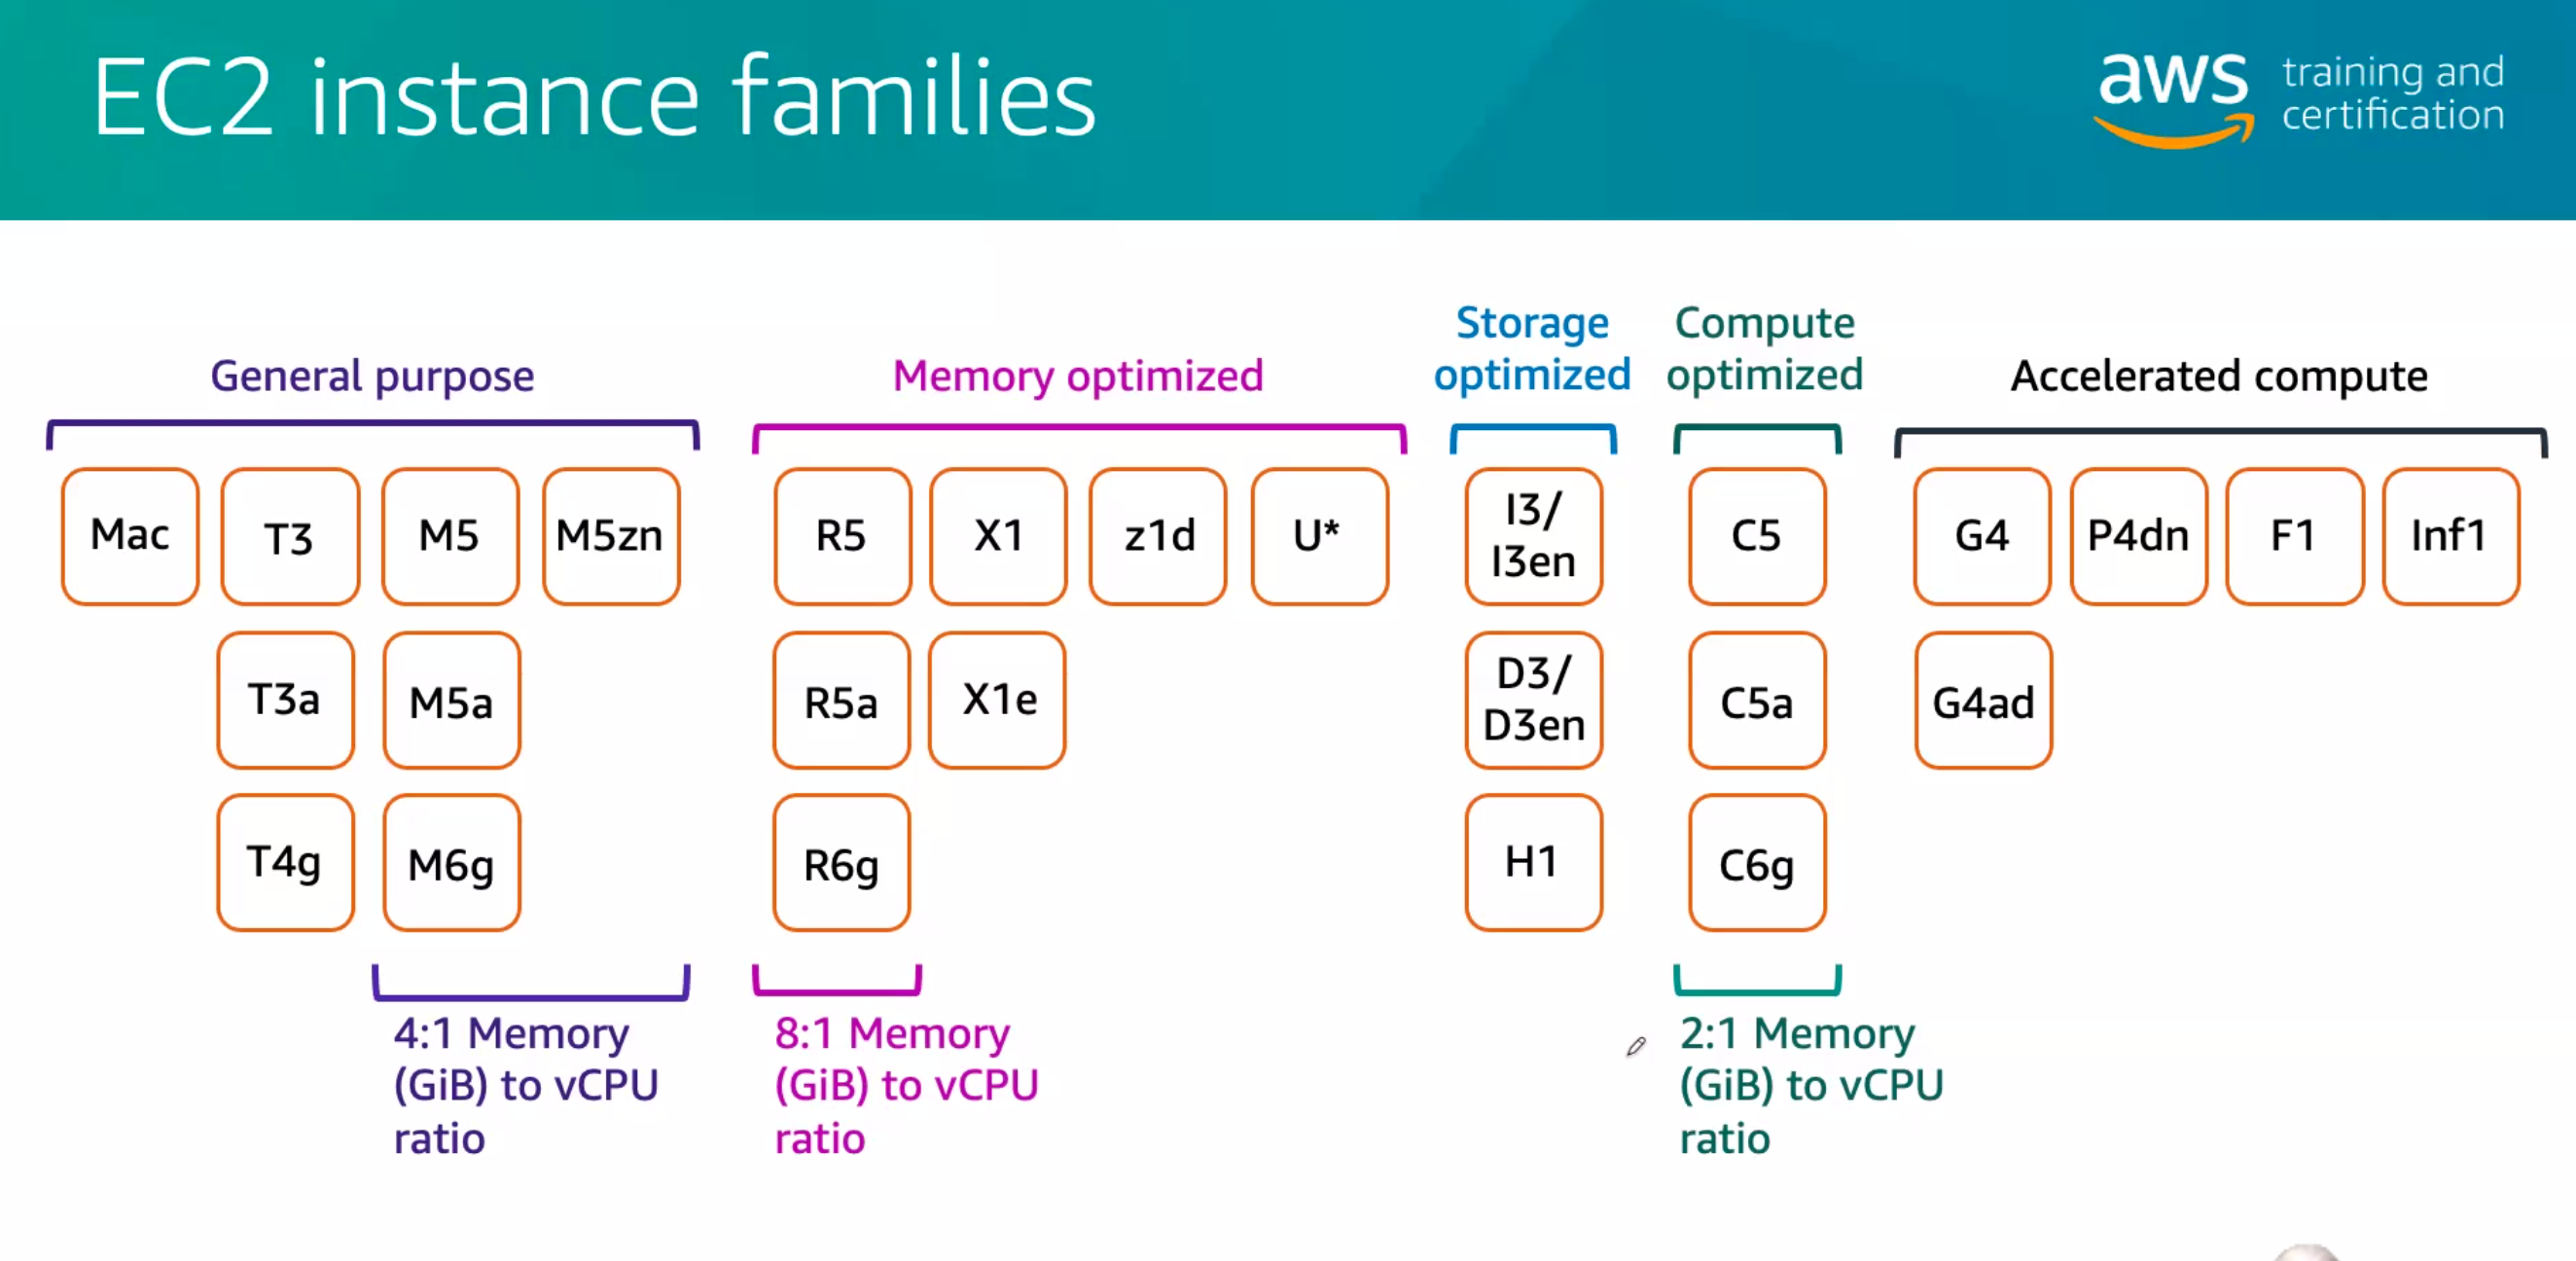 EC2 instance families
aws
training and
certification
General purpose
Memory optimized
Storage
optimized
Compute
optimized
Accelerated compute
Mac
T3
M5
M5zn
R5
X1
z1d
U*
I3/
I3en
C5
G4
P4dn
F1
Inf1
T3a
M5a
R5a
X1e
D3/
D3en
C5a
G4ad
T4g
M6g
R6g
H1
C6g
4:1 Memory
(GiB) to vCPU
ratio
8:1 Memory
(GiB) to vCPU
ratio
2:1 Memory
(GiB) to vCPU
ratio